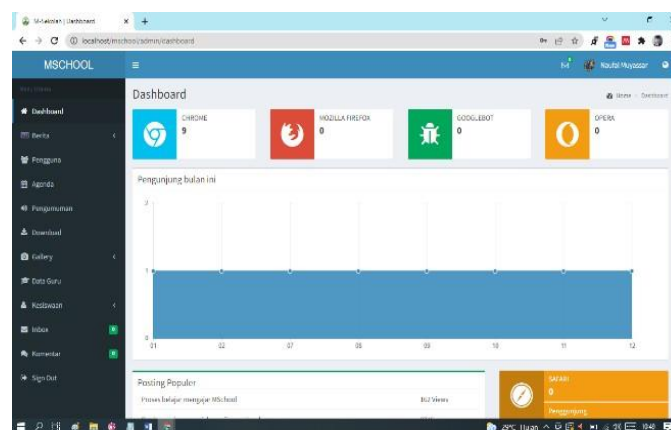 M-Sekolah | Dashboard
localhost/mschool/admin/dashboard
MSCHOOL
Naufal Muyassar
Dashboard
Home
Dashboard
Dashboard
Berita
Pengguna
Agenda
Pengumuman
Download
Gallery
Data Guru
Kesiswaan
Inbox
Komentar
Sign Out
CHROME
9
MOZILLA FIREFOX
0
GOOGLEBOT
0
OPERA
0
Pengunjung bulan ini
2
1
0
01 02 07 08 09 10 11 12
Posting Populer
Proses belajar mengajar MSchool
SAFARI
0
Pengunjung
29°C Hujan